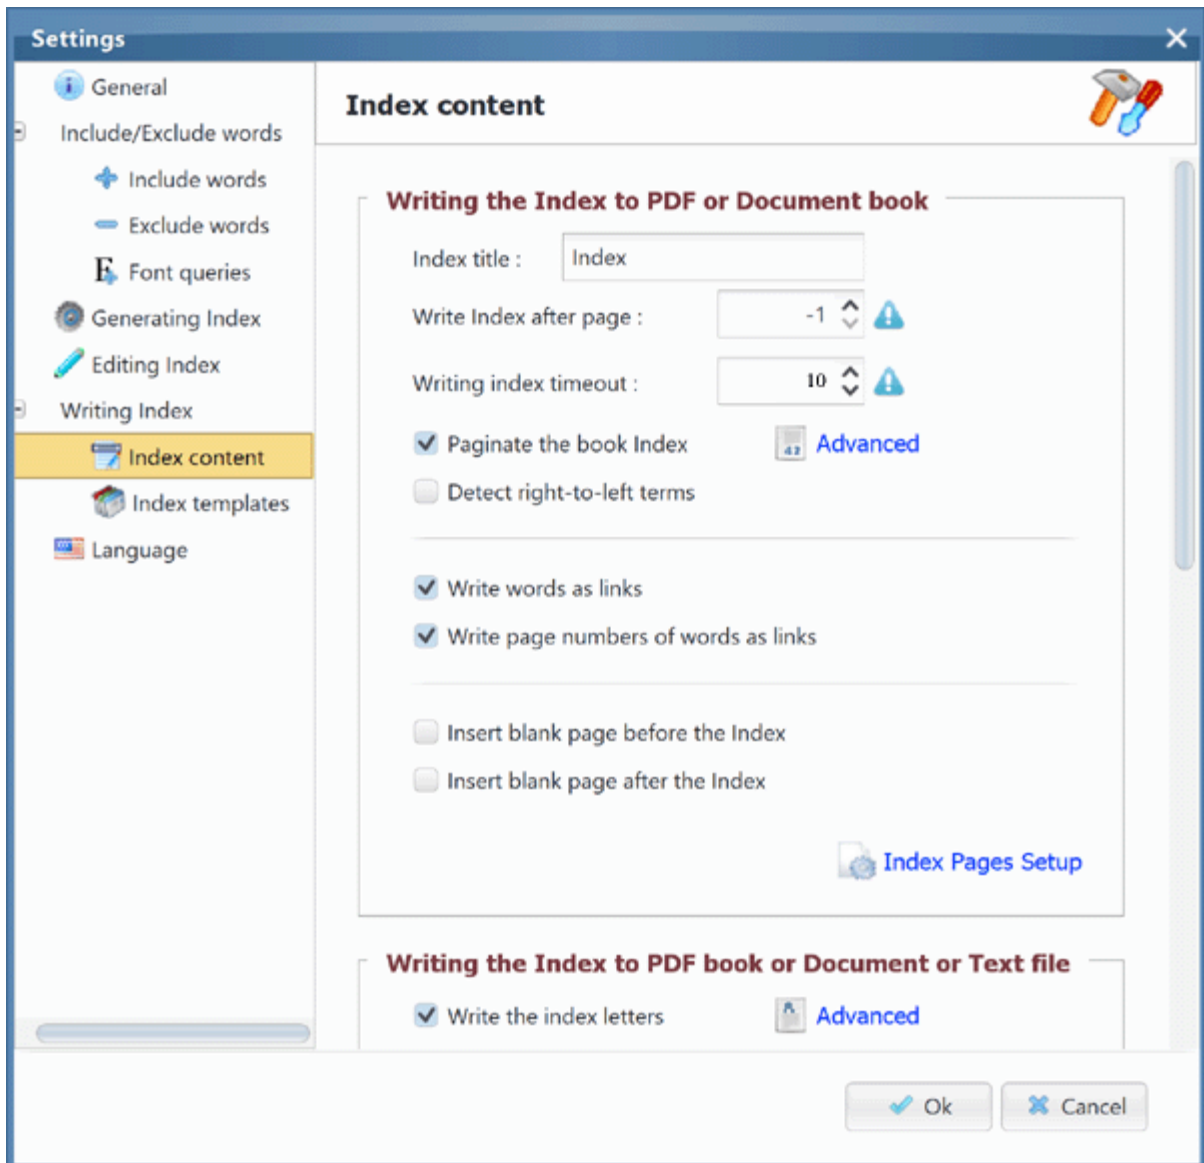 Settings
General
Include/Exclude words
Include words
Exclude words
Font queries
Generating Index
Editing Index
Writing Index
Index content
Index templates
Language
Index content
Writing the Index to PDF or Document book
Index title : Index
Write Index after page : -1
Writing index timeout : 10
Paginate the book Index Advanced
Detect right-to-left terms
Write words as links
Write page numbers of words as links
Insert blank page before the Index
Insert blank page after the Index
Index Pages Setup
Writing the Index to PDF book or Document or Text file
Write the index letters Advanced
Ok Cancel